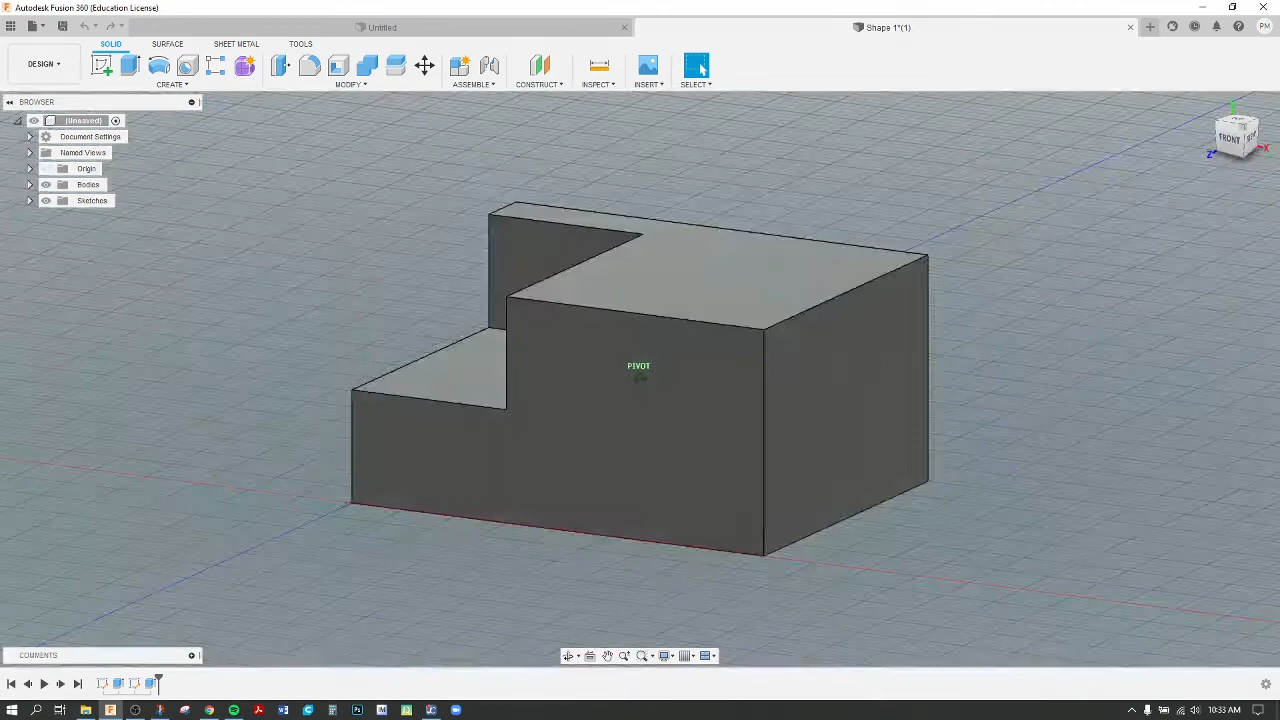 Autodesk Fusion 360 (Education License)
Untitled
Shape 1*(1)
PM
DESIGN
SOLID
SURFACE
SHEET METAL
TOOLS
CREATE
MODIFY
ASSEMBLE
CONSTRUCT
INSPECT
INSERT
SELECT
BROWSER
(Unsaved)
Document Settings
Named Views
Origin
Bodies
Sketches
FRONT
Z
X
PIVOT
COMMENTS
10:33 AM